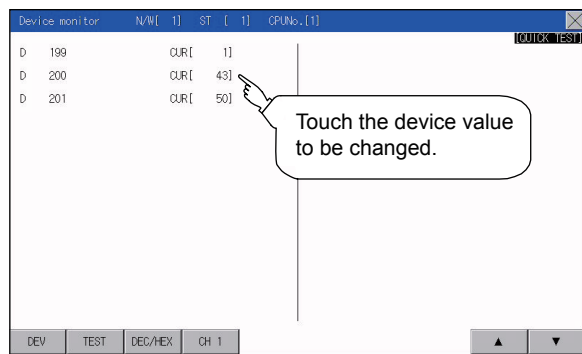 Device monitor N/W[ 1] ST [ 1] CPUNo.[1]
[QUICK TEST]
D 199 CUR[ 1]
D 200 CUR[ 43]
D 201 CUR[ 50]
Touch the device value
to be changed.
DEV TEST DEC/HEX CH 1 ▲ ▼